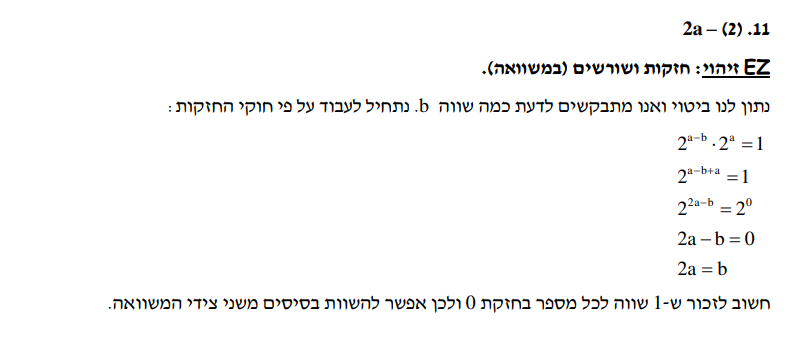 11. (2) – 2a
EZ זיהוי: חזקות ושורשים (במשוואה).
נתון לנו ביטוי ואנו מתבקשים לדעת כמה שווה b. נתחיל לעבוד על פי חוקי החזקות:
2^{a−b} · 2^{a} = 1
2^{a−b+a} = 1
2^{2a−b} = 2^{0}
2a − b = 0
2a = b
חשוב לזכור ש-1 שווה לכל מספר בחזקת 0 ולכן אפשר להשוות בסיסים משני צידי המשוואה.